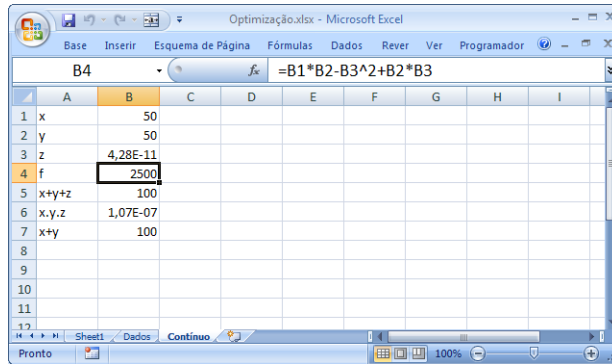 Optimização.xlsx - Microsoft Excel
Base Inserir Esquema de Página Fórmulas Dados Rever Ver Programador
B4 fx =B1*B2-B3^2+B2*B3
A B C D E F G H I
1 x 50
2 y 50
3 z 4,28E-11
4 f 2500
5 x+y+z 100
6 x.y.z 1,07E-07
7 x+y 100
8
9
10
11
12
Sheet1 Dados Contínuo
Pronto 100%